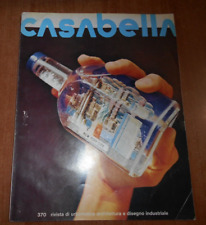 casabella
370 rivista di urbanistica architettura e disegno industriale